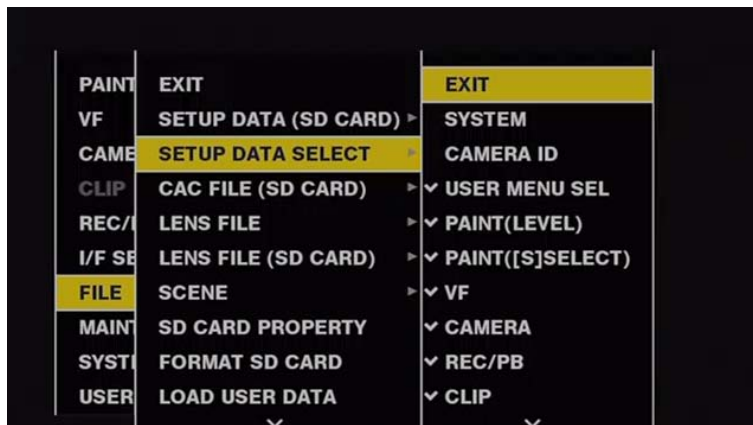 PAINT
VF
CAME
CLIP
REC/
I/F SE
FILE
MAIN
SYST
USER
EXIT
SETUP DATA (SD CARD)
SETUP DATA SELECT
CAC FILE (SD CARD)
LENS FILE
LENS FILE (SD CARD)
SCENE
SD CARD PROPERTY
FORMAT SD CARD
LOAD USER DATA
EXIT
SYSTEM
CAMERA ID
USER MENU SEL
PAINT(LEVEL)
PAINT([S]SELECT)
VF
CAMERA
REC/PB
CLIP